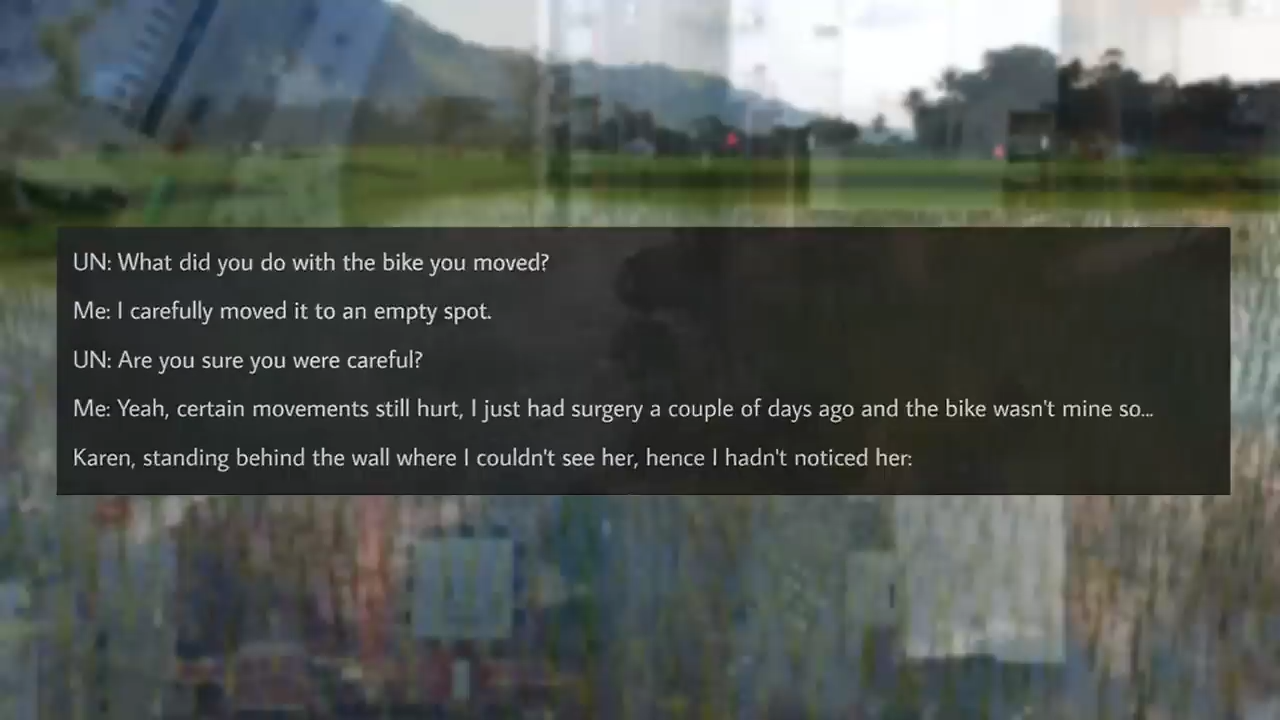 UN: What did you do with the bike you moved?
Me: I carefully moved it to an empty spot.
UN: Are you sure you were careful?
Me: Yeah, certain movements still hurt, I just had surgery a couple of days ago and the bike wasn't mine so...
Karen, standing behind the wall where I couldn't see her, hence I hadn't noticed her: